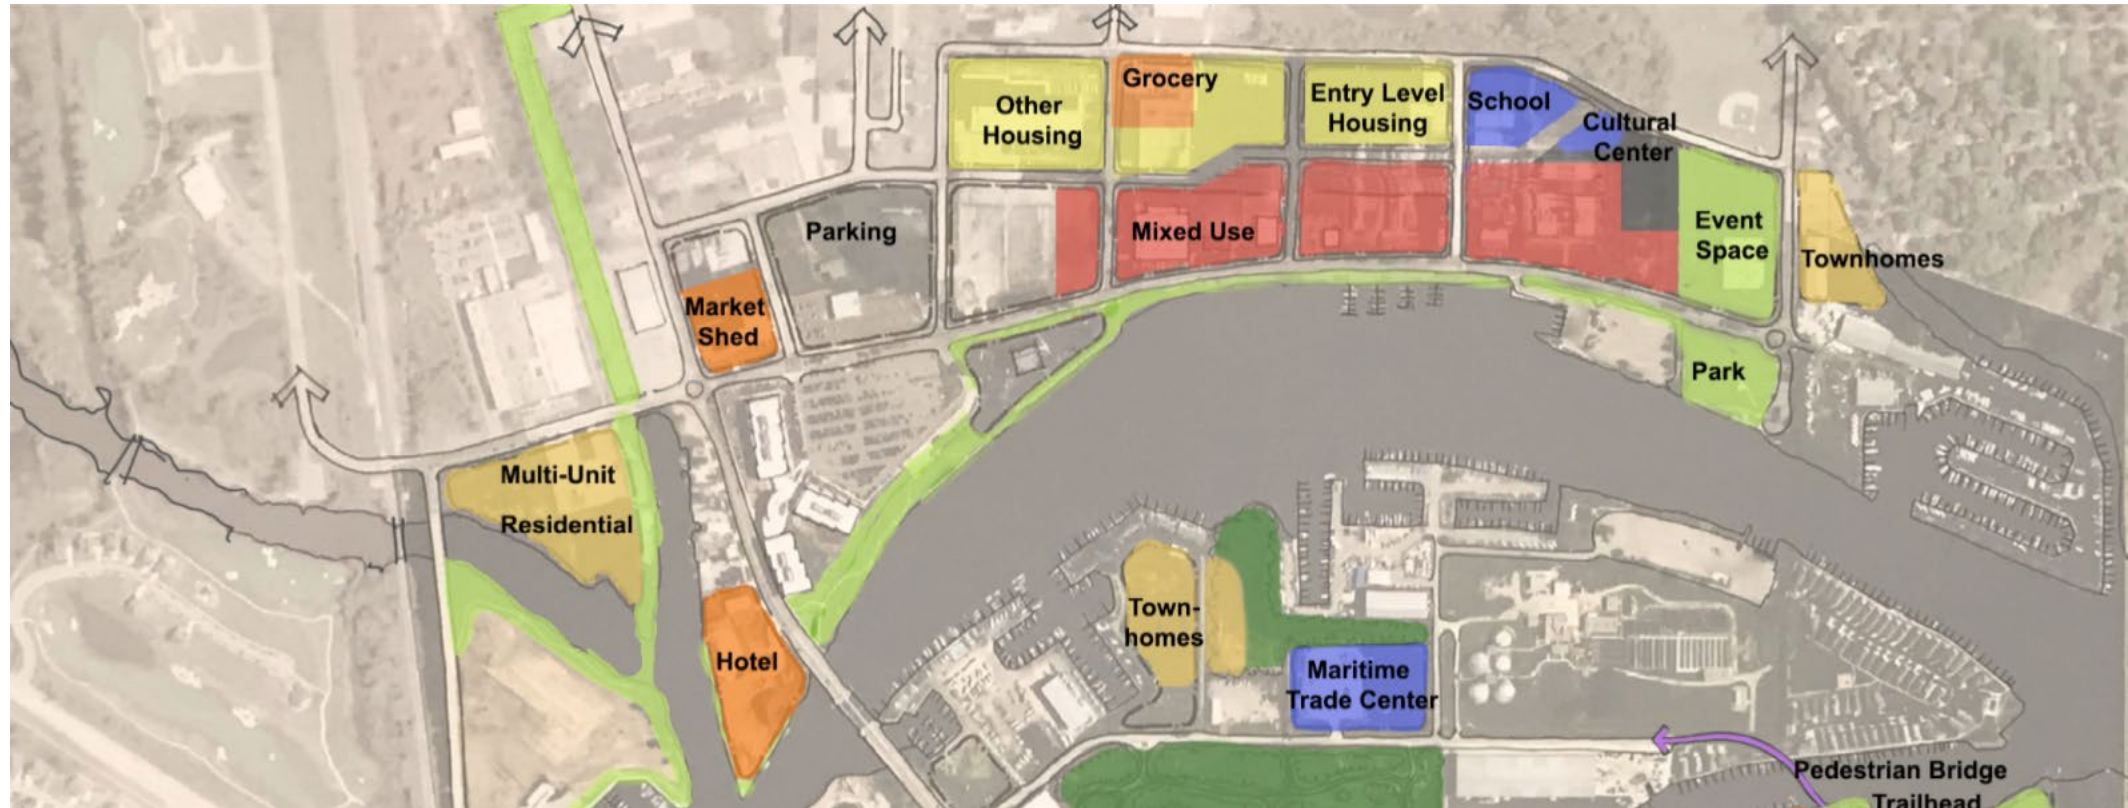 Grocery
Other
Housing
Entry Level
Housing
School
Cultural
Center
Parking
Mixed Use
Event
Space
Townhomes
Market
Shed
Park
Multi-Unit
Residential
Town-
homes
Hotel
Maritime
Trade Center
Pedestrian Bridge
Trailhead